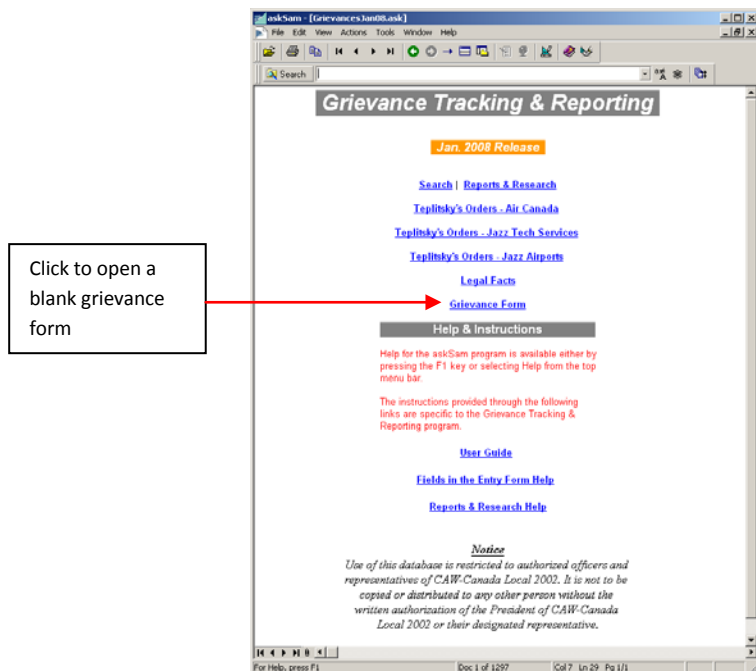 askSam - [GrievancesJan08.ask]
File Edit View Actions Tools Window Help
Search
Grievance Tracking & Reporting
Jan. 2008 Release
Search | Reports & Research
Teplitsky's Orders - Air Canada
Teplitsky's Orders - Jazz Tech Services
Teplitsky's Orders - Jazz Airports
Legal Facts
Click to open a
blank grievance
form
Grievance Form
Help & Instructions
Help for the askSam program is available either by
pressing the F1 key or selecting Help from the top
menu bar.
The instructions provided through the following
links are specific to the Grievance Tracking &
Reporting program.
User Guide
Fields in the Entry Form Help
Reports & Research Help
Notice
Use of this database is restricted to authorized officers and
representatives of CAW-Canada Local 2002. It is not to be
copied or distributed to any other person without the
written authorization of the President of CAW-Canada
Local 2002 or their designated representative.
For Help, press F1 Doc 1 of 1297 Col 7 Ln 29 Pg 1/1